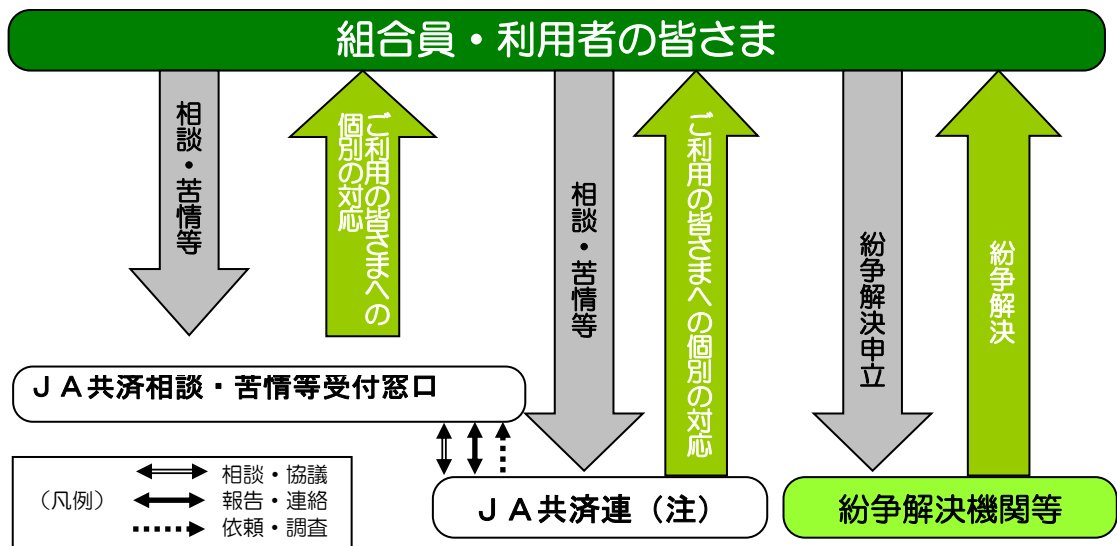 組合員・利用者の皆さま
相談・苦情等
ご利用の皆さまへの
個別の対応
相談・苦情等
ご利用の皆さまへの個別の対応
紛争解決申立
紛争解決
ＪＡ共済相談・苦情等受付窓口
（凡例）
相談・協議
報告・連絡
依頼・調査
ＪＡ共済連（注）
紛争解決機関等